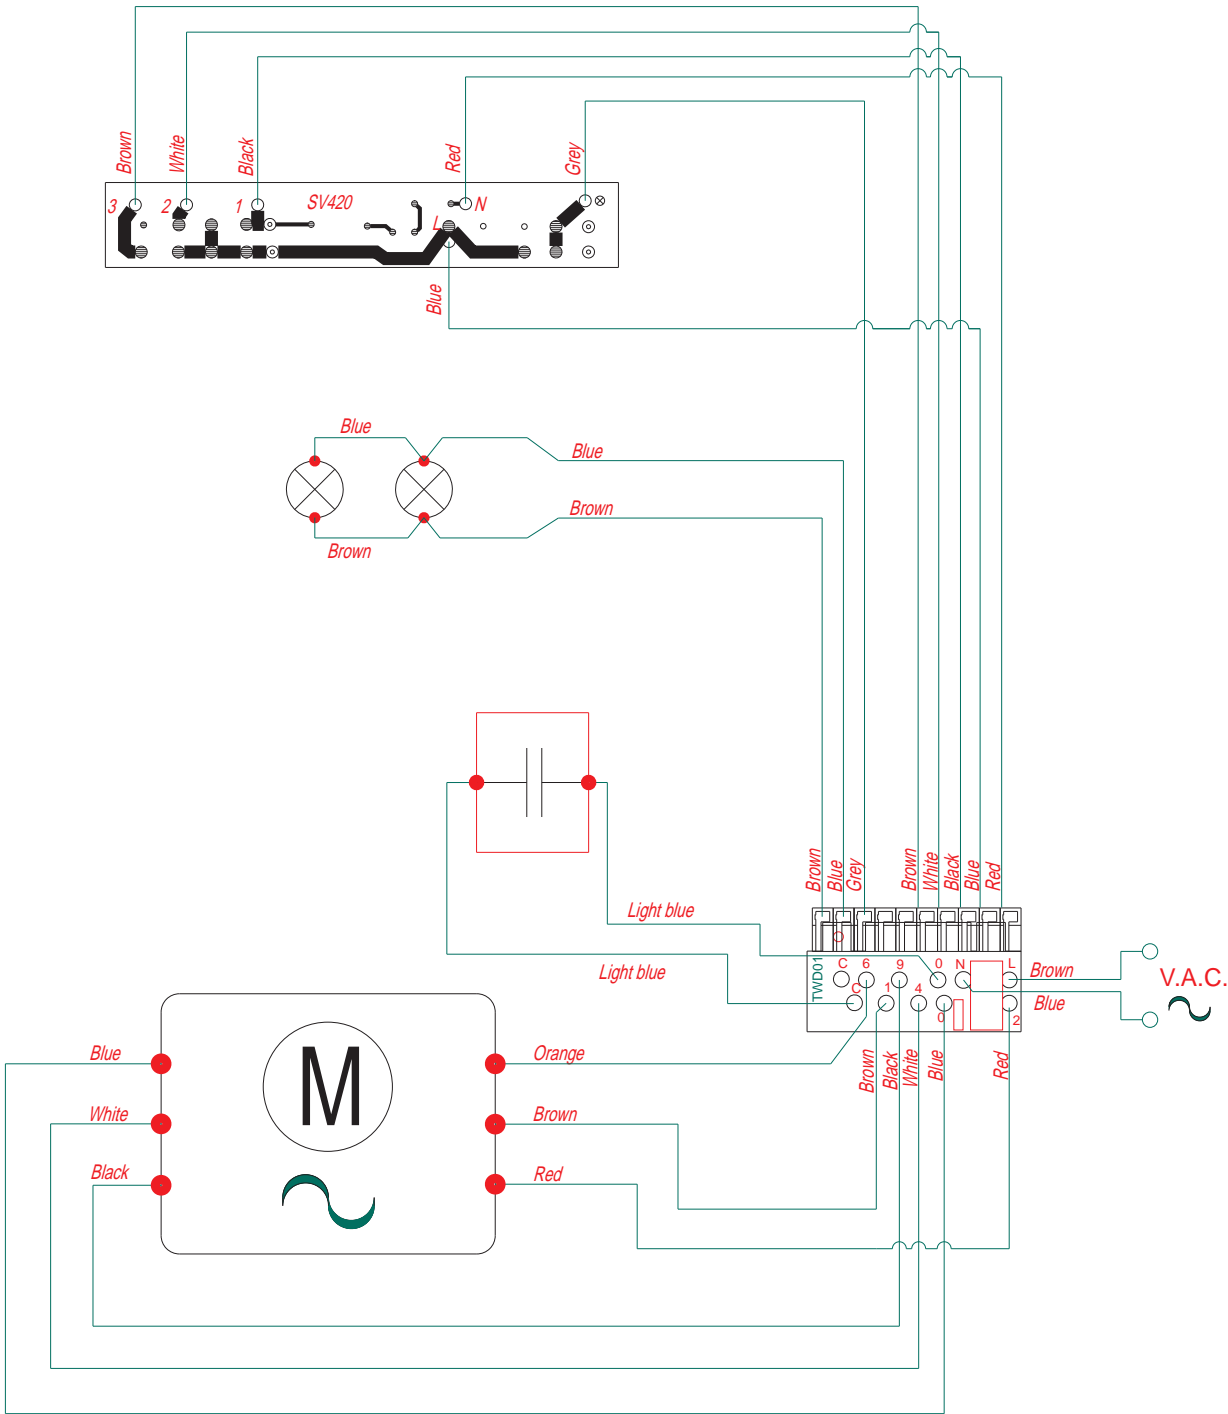 Brown
White
Black
Red
Grey
3
2
1
SV420
N
L
Blue
Blue
Blue
Brown
Brown
Brown
Blue
Grey
Brown
White
Black
Blue
Red
Light blue
Light blue
TWD01
C
6
9
0
N
L
C
1
4
0
2
Brown
Blue
V.A.C.
Brown
Black
White
Blue
Red
Blue
White
Black
M
Orange
Brown
Red